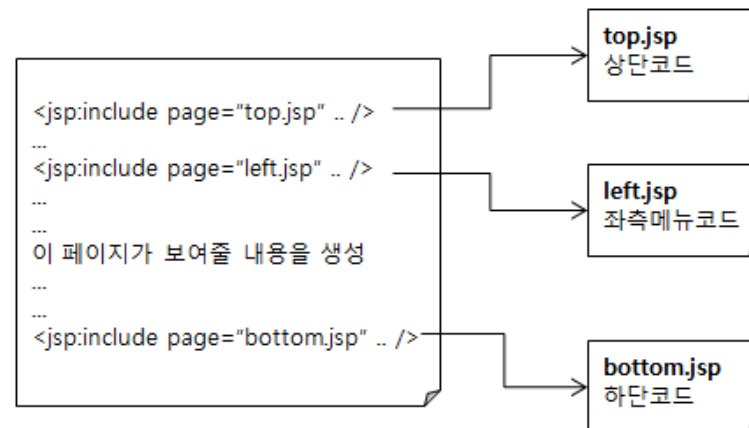 <jsp:include page="top.jsp" .. />
...
<jsp:include page="left.jsp" .. />
...
...
이 페이지가 보여줄 내용을 생성
...
...
<jsp:include page="bottom.jsp" .. />
top.jsp
상단코드
left.jsp
좌측메뉴코드
bottom.jsp
하단코드